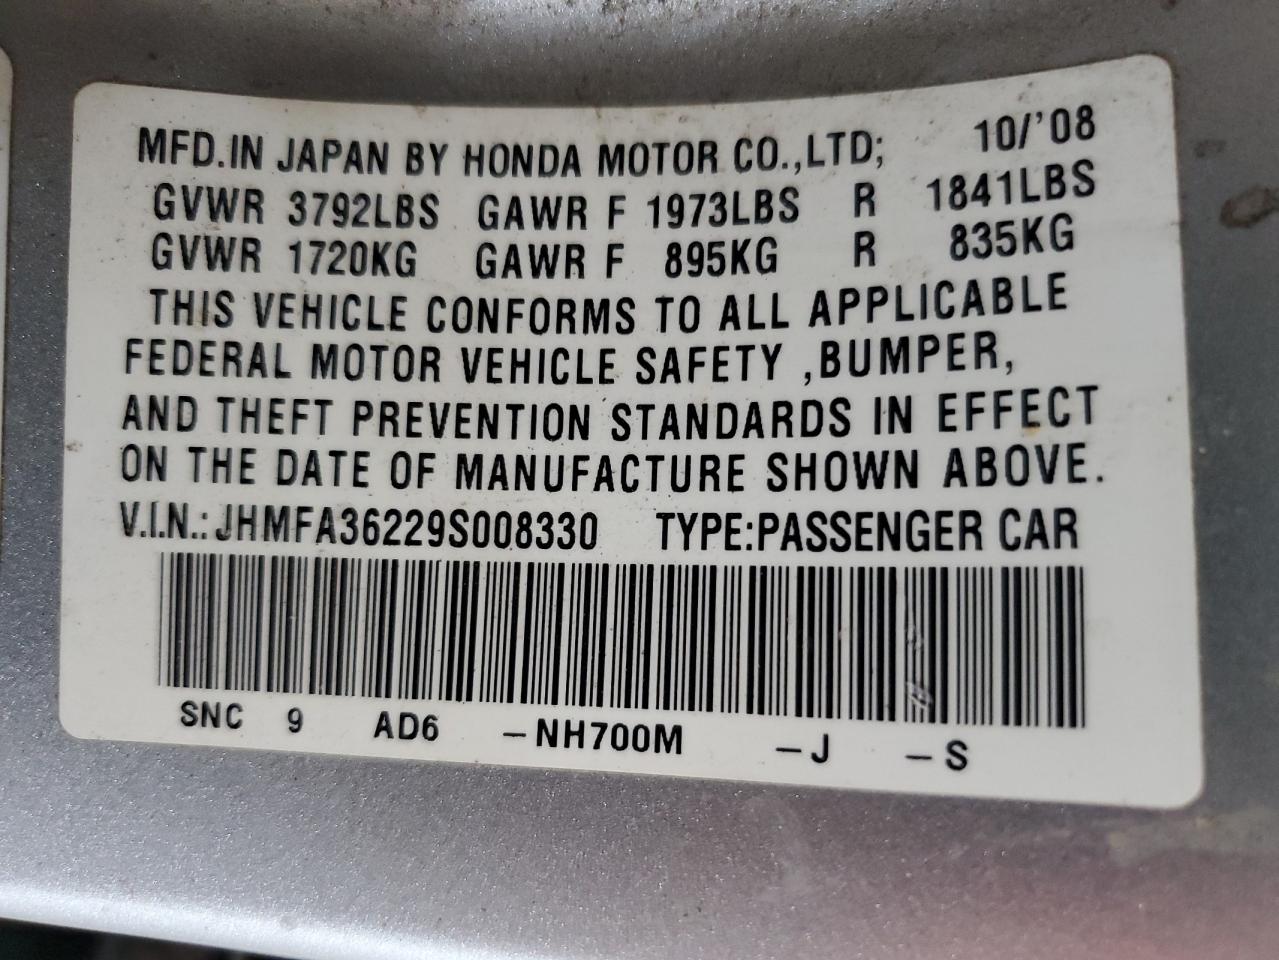 MFD.IN JAPAN BY HONDA MOTOR CO.,LTD; 10/'08
GVWR 3792LBS GAWR F 1973LBS R 1841LBS
GVWR 1720KG GAWR F 895KG R 835KG
THIS VEHICLE CONFORMS TO ALL APPLICABLE
FEDERAL MOTOR VEHICLE SAFETY ,BUMPER,
AND THEFT PREVENTION STANDARDS IN EFFECT
ON THE DATE OF MANUFACTURE SHOWN ABOVE.
V.I.N.: JHMFA36229S008330 TYPE:PASSENGER CAR
SNC 9 AD6 -NH700M -J -S